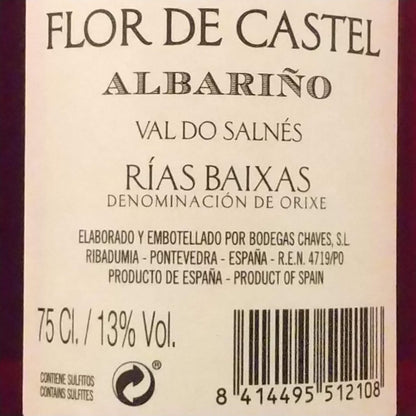 FLOR DE CASTEL
ALBARIÑO
VAL DO SALNÉS
RÍAS BAIXAS
DENOMINACIÓN DE ORIXE
ELABORADO Y EMBOTELLADO POR BODEGAS CHAVES, S.L.
RIBADUMIA - PONTEVEDRA - ESPAÑA - R.E.N. 4719/PO
PRODUCTO DE ESPAÑA - PRODUCT OF SPAIN
75 Cl. / 13% Vol.
CONTIENE SULFITOS
CONTAINS SULFITES
®
8 414495 512108